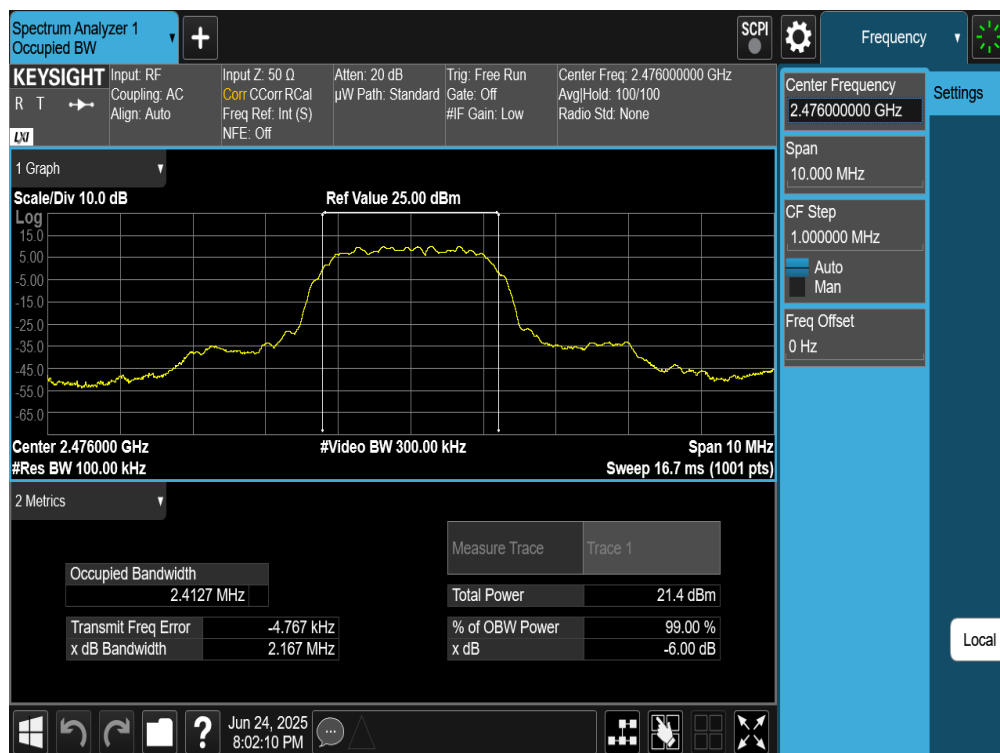 Spectrum Analyzer 1
Occupied BW
+
SCPI
Frequency
KEYSIGHT
R T
LXI
Input: RF
Coupling: AC
Align: Auto
Input Z: 50 Ω
Corr CCorr RCal
Freq Ref: Int (S)
NFE: Off
Atten: 20 dB
µW Path: Standard
Trig: Free Run
Gate: Off
#IF Gain: Low
Center Freq: 2.476000000 GHz
Avg|Hold: 100/100
Radio Std: None
Center Frequency
2.476000000 GHz
Settings
Span
10.000 MHz
CF Step
1.000000 MHz
Auto
Man
Freq Offset
0 Hz
1 Graph
Scale/Div 10.0 dB
Ref Value 25.00 dBm
Log
15.0
5.00
-5.00
-15.0
-25.0
-35.0
-45.0
-55.0
-65.0
Center 2.476000 GHz
#Video BW 300.00 kHz
Span 10 MHz
#Res BW 100.00 kHz
Sweep 16.7 ms (1001 pts)
2 Metrics
Measure Trace
Trace 1
Occupied Bandwidth
2.4127 MHz
Total Power
21.4 dBm
Transmit Freq Error
-4.767 kHz
% of OBW Power
99.00 %
x dB Bandwidth
2.167 MHz
x dB
-6.00 dB
Local
?
Jun 24, 2025
8:02:10 PM